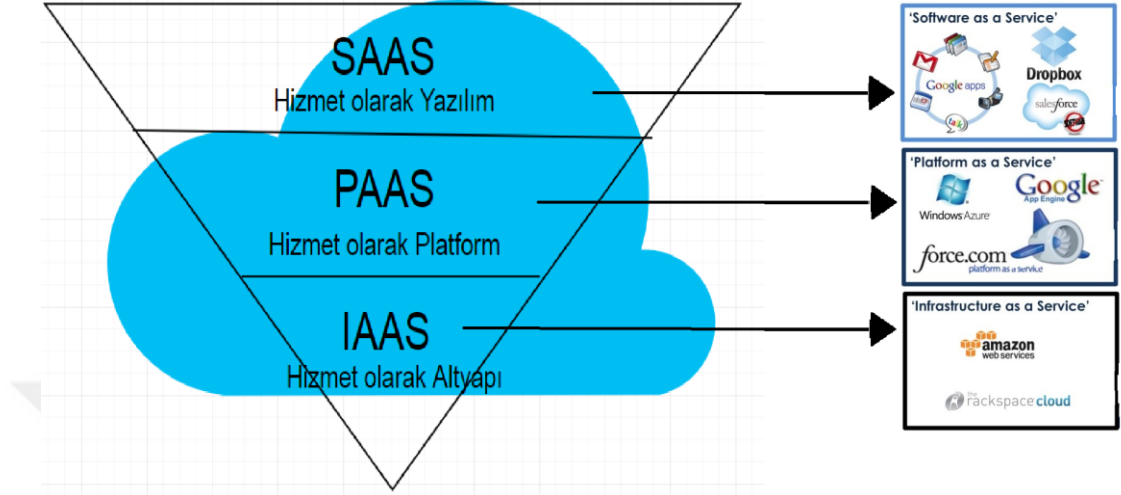 SAAS
Hizmet olarak Yazılım
PAAS
Hizmet olarak Platform
IAAS
Hizmet olarak Altyapı
‘Software as a Service’
Google apps
talk
Dropbox
salesforce
‘Platform as a Service’
Windows Azure
Google
App Engine
force.com
platform as a service
‘Infrastructure as a Service’
amazon
web services
the
rackspace cloud